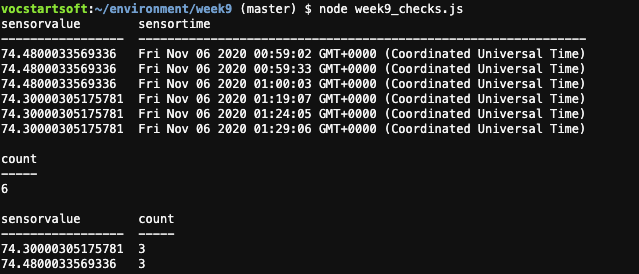 vocstartsoft:~/environment/week9 (master) $ node week9_checks.js
sensorvalue sensortime
----------------- --------------------------------------------------------------
74.4800033569336 Fri Nov 06 2020 00:59:02 GMT+0000 (Coordinated Universal Time)
74.4800033569336 Fri Nov 06 2020 00:59:33 GMT+0000 (Coordinated Universal Time)
74.4800033569336 Fri Nov 06 2020 01:00:03 GMT+0000 (Coordinated Universal Time)
74.30000305175781 Fri Nov 06 2020 01:19:07 GMT+0000 (Coordinated Universal Time)
74.30000305175781 Fri Nov 06 2020 01:24:05 GMT+0000 (Coordinated Universal Time)
74.30000305175781 Fri Nov 06 2020 01:29:06 GMT+0000 (Coordinated Universal Time)
count
-----
6
sensorvalue count
----------------- -----
74.30000305175781 3
74.4800033569336 3